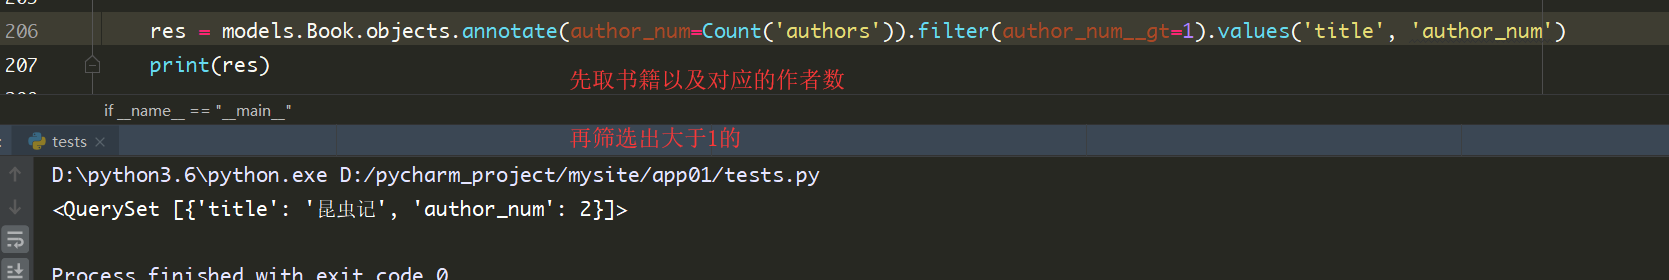 206 res = models.Book.objects.annotate(author_num=Count('authors')).filter(author_num__gt=1).values('title', 'author_num')
207 print(res)
先取书籍以及对应的作者数
if __name__ == "__main__"
再筛选出大于1的
tests ×
D:\python3.6\python.exe D:/pycharm_project/mysite/app01/tests.py
<QuerySet [{'title': '昆虫记', 'author_num': 2}]>
Process finished with exit code 0